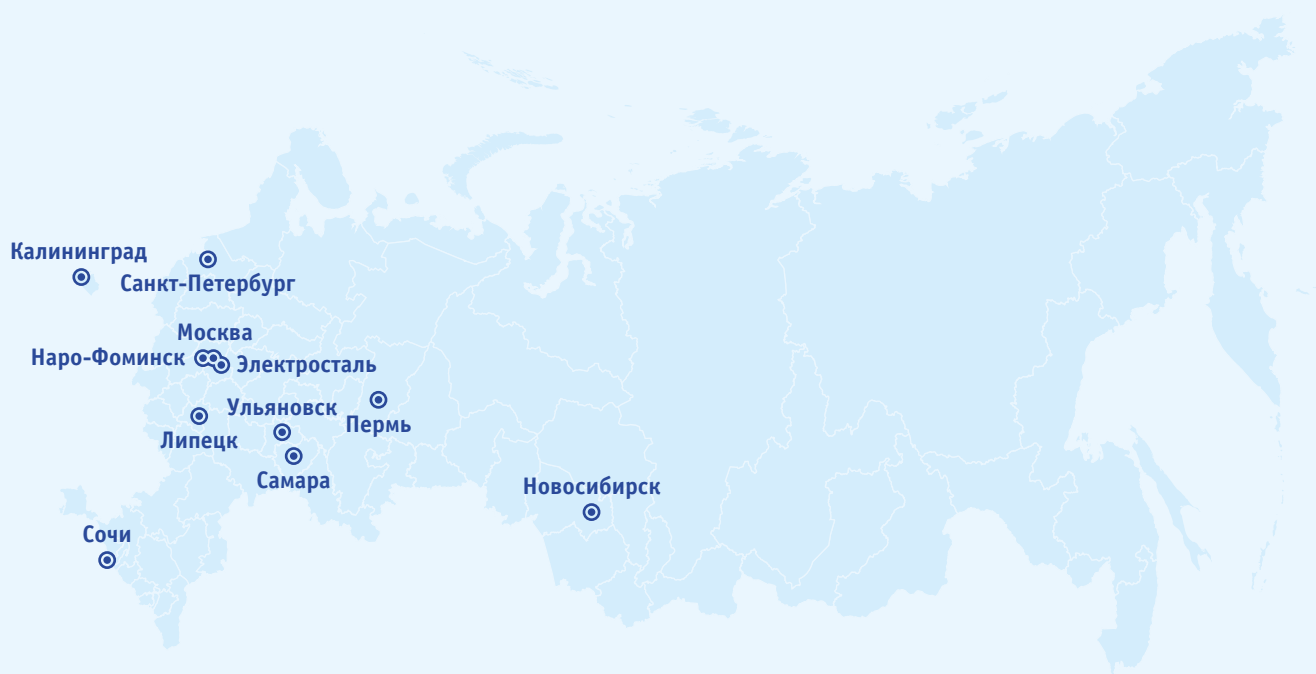 Калининград
Санкт-Петербург
Москва
Наро-Фоминск
Электросталь
Ульяновск
Пермь
Липецк
Самара
Новосибирск
Сочи